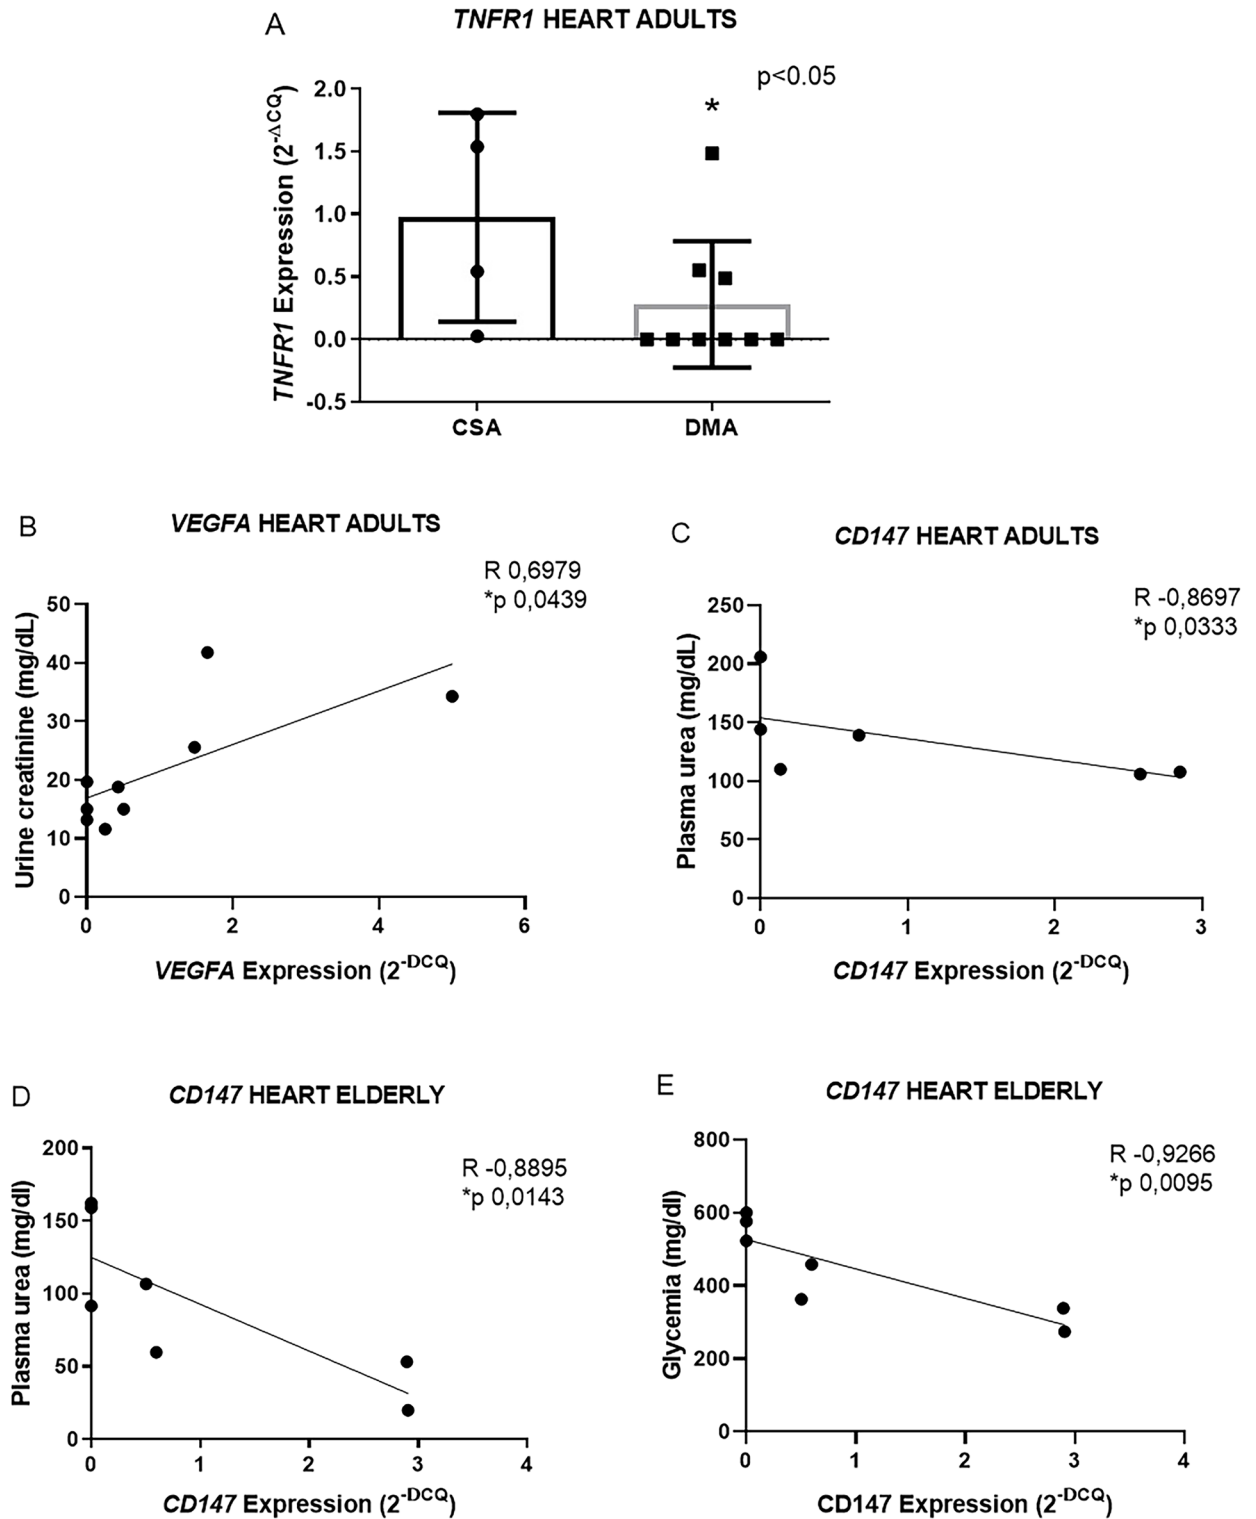 A
TNFR1 HEART ADULTS
p<0.05
*
TNFR1 Expression (2-ΔCQ)
2.0
1.5
1.0
0.5
0.0
-0.5
CSA
DMA
B
VEGFA HEART ADULTS
R 0,6979
*p 0,0439
Urine creatinine (mg/dL)
50
40
30
20
10
0
0 2 4 6
VEGFA Expression (2-DCQ)
C
CD147 HEART ADULTS
R -0,8697
*p 0,0333
Plasma urea (mg/dL)
250
200
150
100
50
0
0 1 2 3
CD147 Expression (2-DCQ)
D
CD147 HEART ELDERLY
R -0,8895
*p 0,0143
Plasma urea (mg/dl)
200
150
100
50
0
0 1 2 3 4
CD147 Expression (2-DCQ)
E
CD147 HEART ELDERLY
R -0,9266
*p 0,0095
Glycemia (mg/dl)
800
600
400
200
0
0 1 2 3 4
CD147 Expression (2-DCQ)